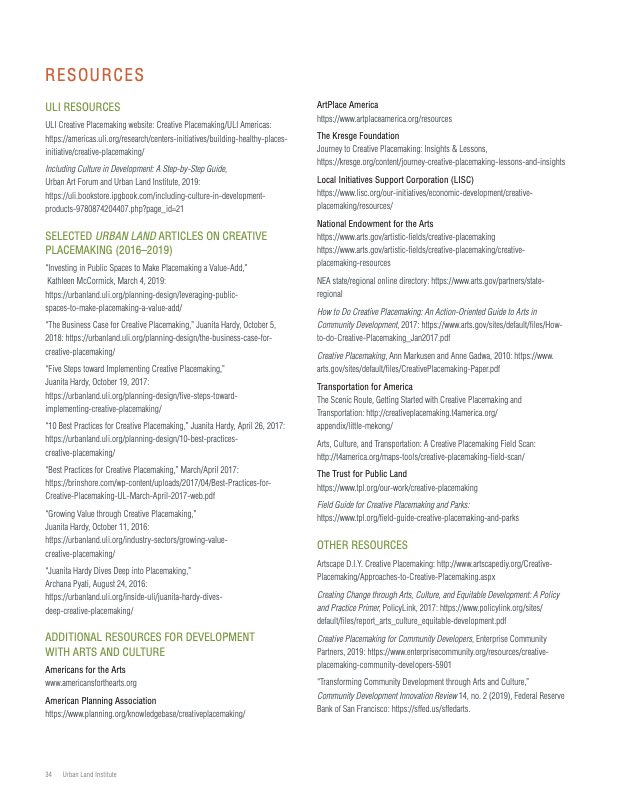 RESOURCES
ULI RESOURCES
ULI Creative Placemaking website: Creative Placemaking/ULI Americas:
https://americas.uli.org/research/centers-initiatives/building-healthy-places-
initiative/creative-placemaking/
Including Culture in Development: A Step-by-Step Guide,
Urban Art Forum and Urban Land Institute, 2019:
https://uli.bookstore.ipgbook.com/including-culture-in-development-
products-9780874204407.php?page_id=21
SELECTED URBAN LAND ARTICLES ON CREATIVE
PLACEMAKING (2016–2019)
"Investing in Public Spaces to Make Placemaking a Value-Add,"
Kathleen McCormick, March 4, 2019:
https://urbanland.uli.org/planning-design/leveraging-public-
spaces-to-make-placemaking-a-value-add/
"The Business Case for Creative Placemaking," Juanita Hardy, October 5,
2018: https://urbanland.uli.org/planning-design/the-business-case-for-
creative-placemaking/
"Five Steps toward Implementing Creative Placemaking,"
Juanita Hardy, October 19, 2017:
https://urbanland.uli.org/planning-design/five-steps-toward-
implementing-creative-placemaking/
"10 Best Practices for Creative Placemaking," Juanita Hardy, April 26, 2017:
https://urbanland.uli.org/planning-design/10-best-practices-
creative-placemaking/
"Best Practices for Creative Placemaking," March/April 2017:
https://brinshore.com/wp-content/uploads/2017/04/Best-Practices-for-
Creative-Placemaking-UL-March-April-2017-web.pdf
"Growing Value through Creative Placemaking,"
Juanita Hardy, October 11, 2016:
https://urbanland.uli.org/industry-sectors/growing-value-
creative-placemaking/
"Juanita Hardy Dives Deep into Placemaking,"
Archana Pyati, August 24, 2016:
https://urbanland.uli.org/inside-uli/juanita-hardy-dives-
deep-creative-placemaking/
ADDITIONAL RESOURCES FOR DEVELOPMENT
WITH ARTS AND CULTURE
Americans for the Arts
www.americansforthearts.org
American Planning Association
https://www.planning.org/knowledgebase/creativeplacemaking/
ArtPlace America
https://www.artplaceamerica.org/resources
The Kresge Foundation
Journey to Creative Placemaking: Insights & Lessons,
https://kresge.org/content/journey-creative-placemaking-lessons-and-insights
Local Initiatives Support Corporation (LISC)
https://www.lisc.org/our-initiatives/economic-development/creative-
placemaking/resources/
National Endowment for the Arts
https://www.arts.gov/artistic-fields/creative-placemaking
https://www.arts.gov/artistic-fields/creative-placemaking/creative-
placemaking-resources
NEA state/regional online directory: https://www.arts.gov/partners/state-
regional
How to Do Creative Placemaking: An Action-Oriented Guide to Arts in
Community Development, 2017: https://www.arts.gov/sites/default/files/How-
to-do-Creative-Placemaking_Jan2017.pdf
Creative Placemaking, Ann Markusen and Anne Gadwa, 2010: https://www.
arts.gov/sites/default/files/CreativePlacemaking-Paper.pdf
Transportation for America
The Scenic Route, Getting Started with Creative Placemaking and
Transportation: http://creativeplacemaking.t4america.org/
appendix/little-mekong/
Arts, Culture, and Transportation: A Creative Placemaking Field Scan:
http://t4america.org/maps-tools/creative-placemaking-field-scan/
The Trust for Public Land
https://www.tpl.org/our-work/creative-placemaking
Field Guide for Creative Placemaking and Parks:
https://www.tpl.org/field-guide-creative-placemaking-and-parks
OTHER RESOURCES
Artscape D.I.Y. Creative Placemaking: http://www.artscapediy.org/Creative-
Placemaking/Approaches-to-Creative-Placemaking.aspx
Creating Change through Arts, Culture, and Equitable Development: A Policy
and Practice Primer, PolicyLink, 2017: https://www.policylink.org/sites/
default/files/report_arts_culture_equitable-development.pdf
Creative Placemaking for Community Developers, Enterprise Community
Partners, 2019: https://www.enterprisecommunity.org/resources/creative-
placemaking-community-developers-5901
"Transforming Community Development through Arts and Culture,"
Community Development Innovation Review 14, no. 2 (2019), Federal Reserve
Bank of San Francisco: https://sffed.us/sffedarts.
34 Urban Land Institute